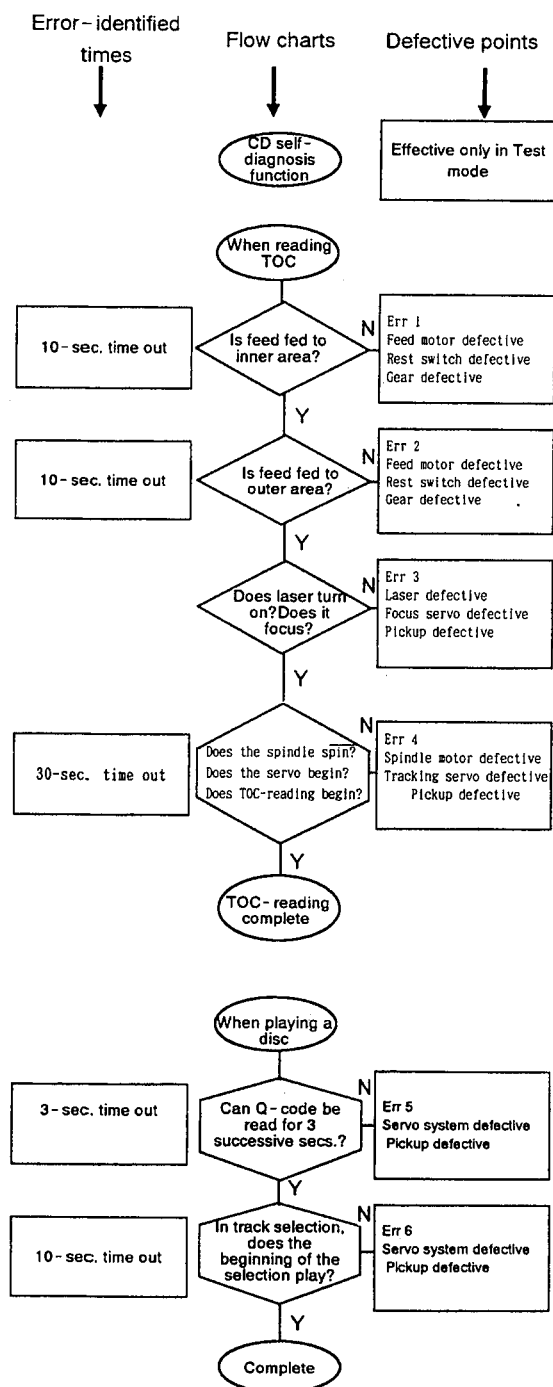 Error-identified times
Flow charts
Defective points
CD self-
diagnosis
function
Effective only in Test
mode
When reading
TOC
10-sec. time out
Is feed fed to
inner area?
N
Err 1
Feed motor defective
Rest switch defective
Gear defective
Y
10-sec. time out
Is feed fed to
outer area?
N
Err 2
Feed motor defective
Rest switch defective
Gear defective
Y
Does laser turn
on?Does it
focus?
N
Err 3
Laser defective
Focus servo defective
Pickup defective
Y
30-sec. time out
Does the spindle spin?
Does the servo begin?
Does TOC-reading begin?
N
Err 4
Spindle motor defective
Tracking servo defective
Pickup defective
Y
TOC-reading
complete
When playing a
disc
3-sec. time out
Can Q-code be
read for 3
successive secs.?
N
Err 5
Servo system defective
Pickup defective
Y
10-sec. time out
In track selection,
does the
beginning of the
selection play?
N
Err 6
Servo system defective
Pickup defective
Y
Complete